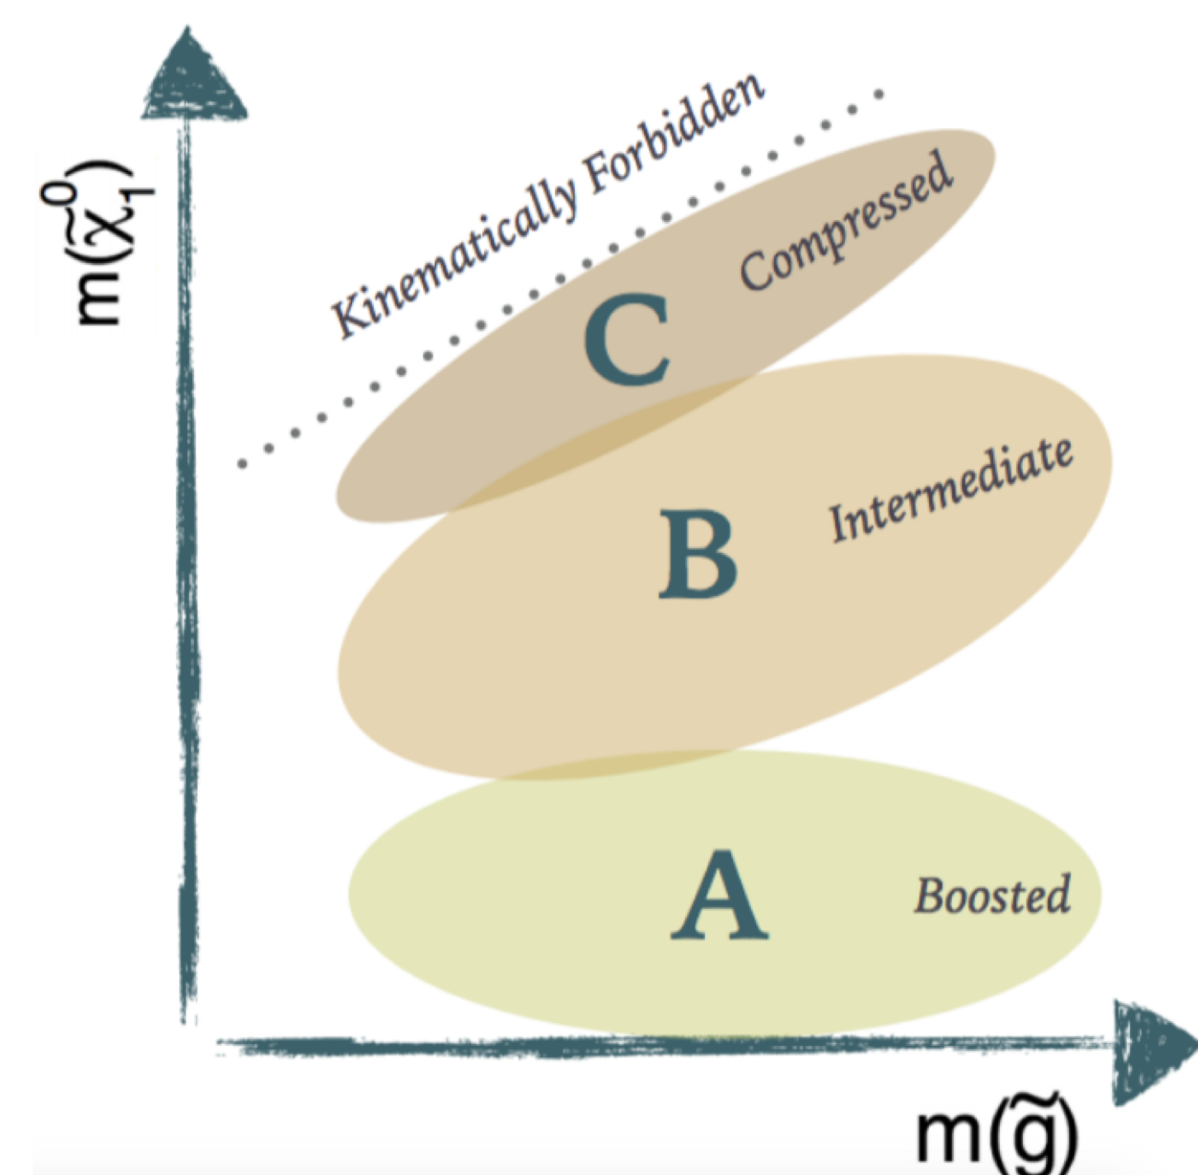 m(χ̃₁⁰)
Kinematically Forbidden
Compressed
C
Intermediate
B
A
Boosted
m(g̃)